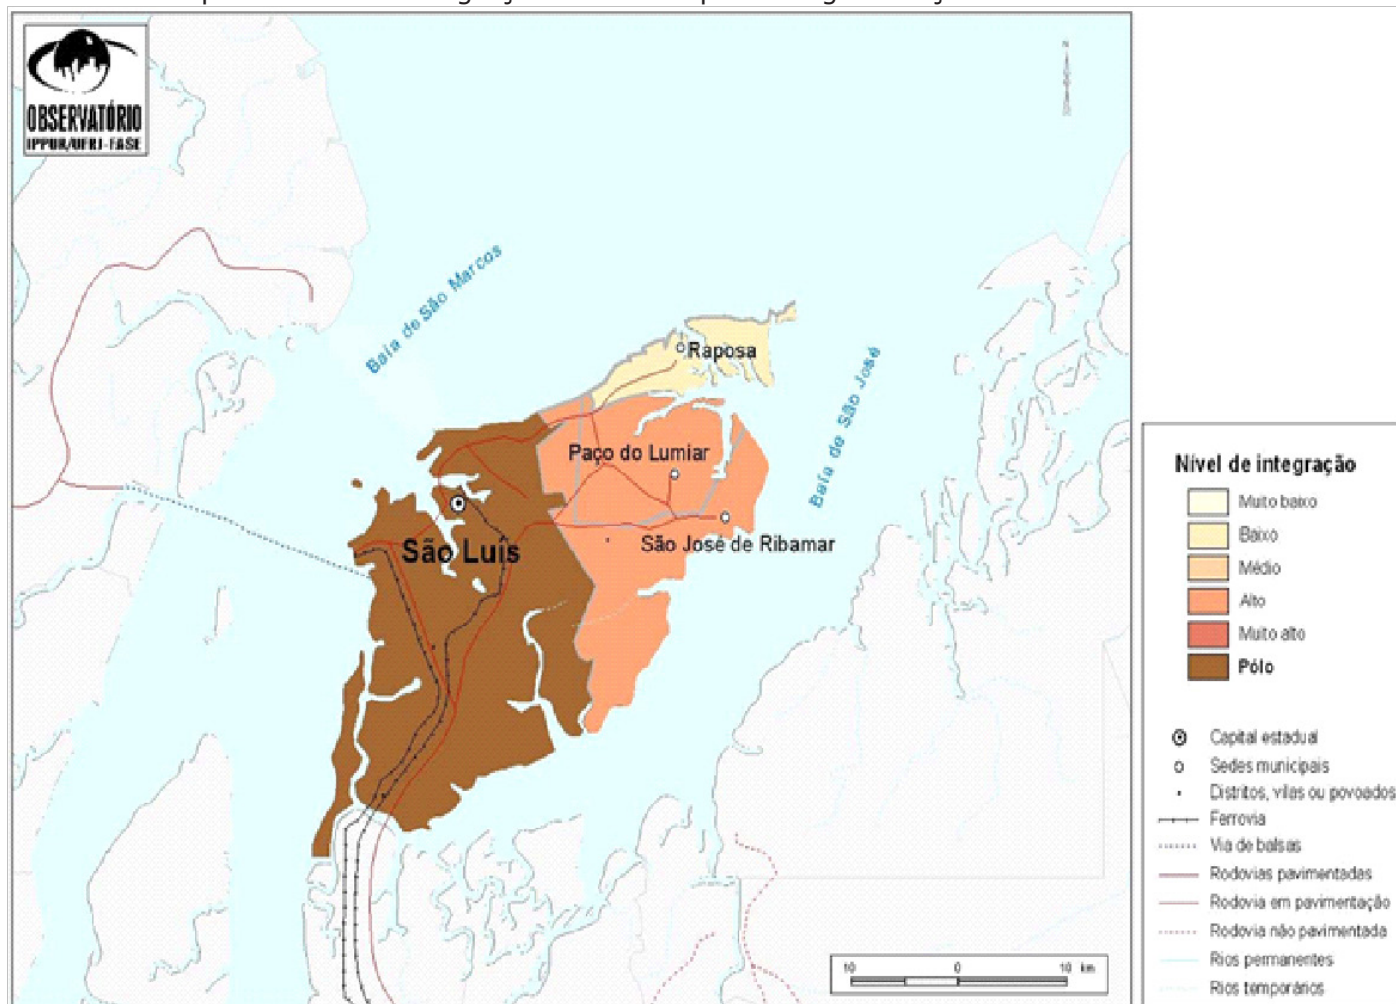 OBSERVATÓRIO
IPPUR/UFRJ-FASE
N
Baía de São Marcos
Raposa
Baía de São José
Paço do Lumiar
São Luís
São José de Ribamar
Nível de integração
Muito baixo
Baixo
Médio
Alto
Muito alto
Pólo
Capital estadual
Sedes municipais
Distritos, vilas ou povoados
Ferrovia
Via de balsas
Rodovias pavimentadas
Rodovia em pavimentação
Rodovia não pavimentada
Rios permanentes
Rios temporários
10 0 10 km